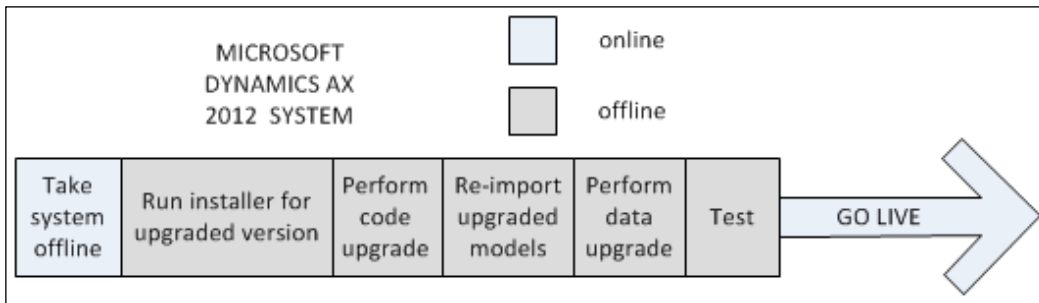 MICROSOFT
DYNAMICS AX
2012 SYSTEM
online
offline
Take
system
offline
Run installer for
upgraded version
Perform
code
upgrade
Re-import
upgraded
models
Perform
data
upgrade
Test
GO LIVE